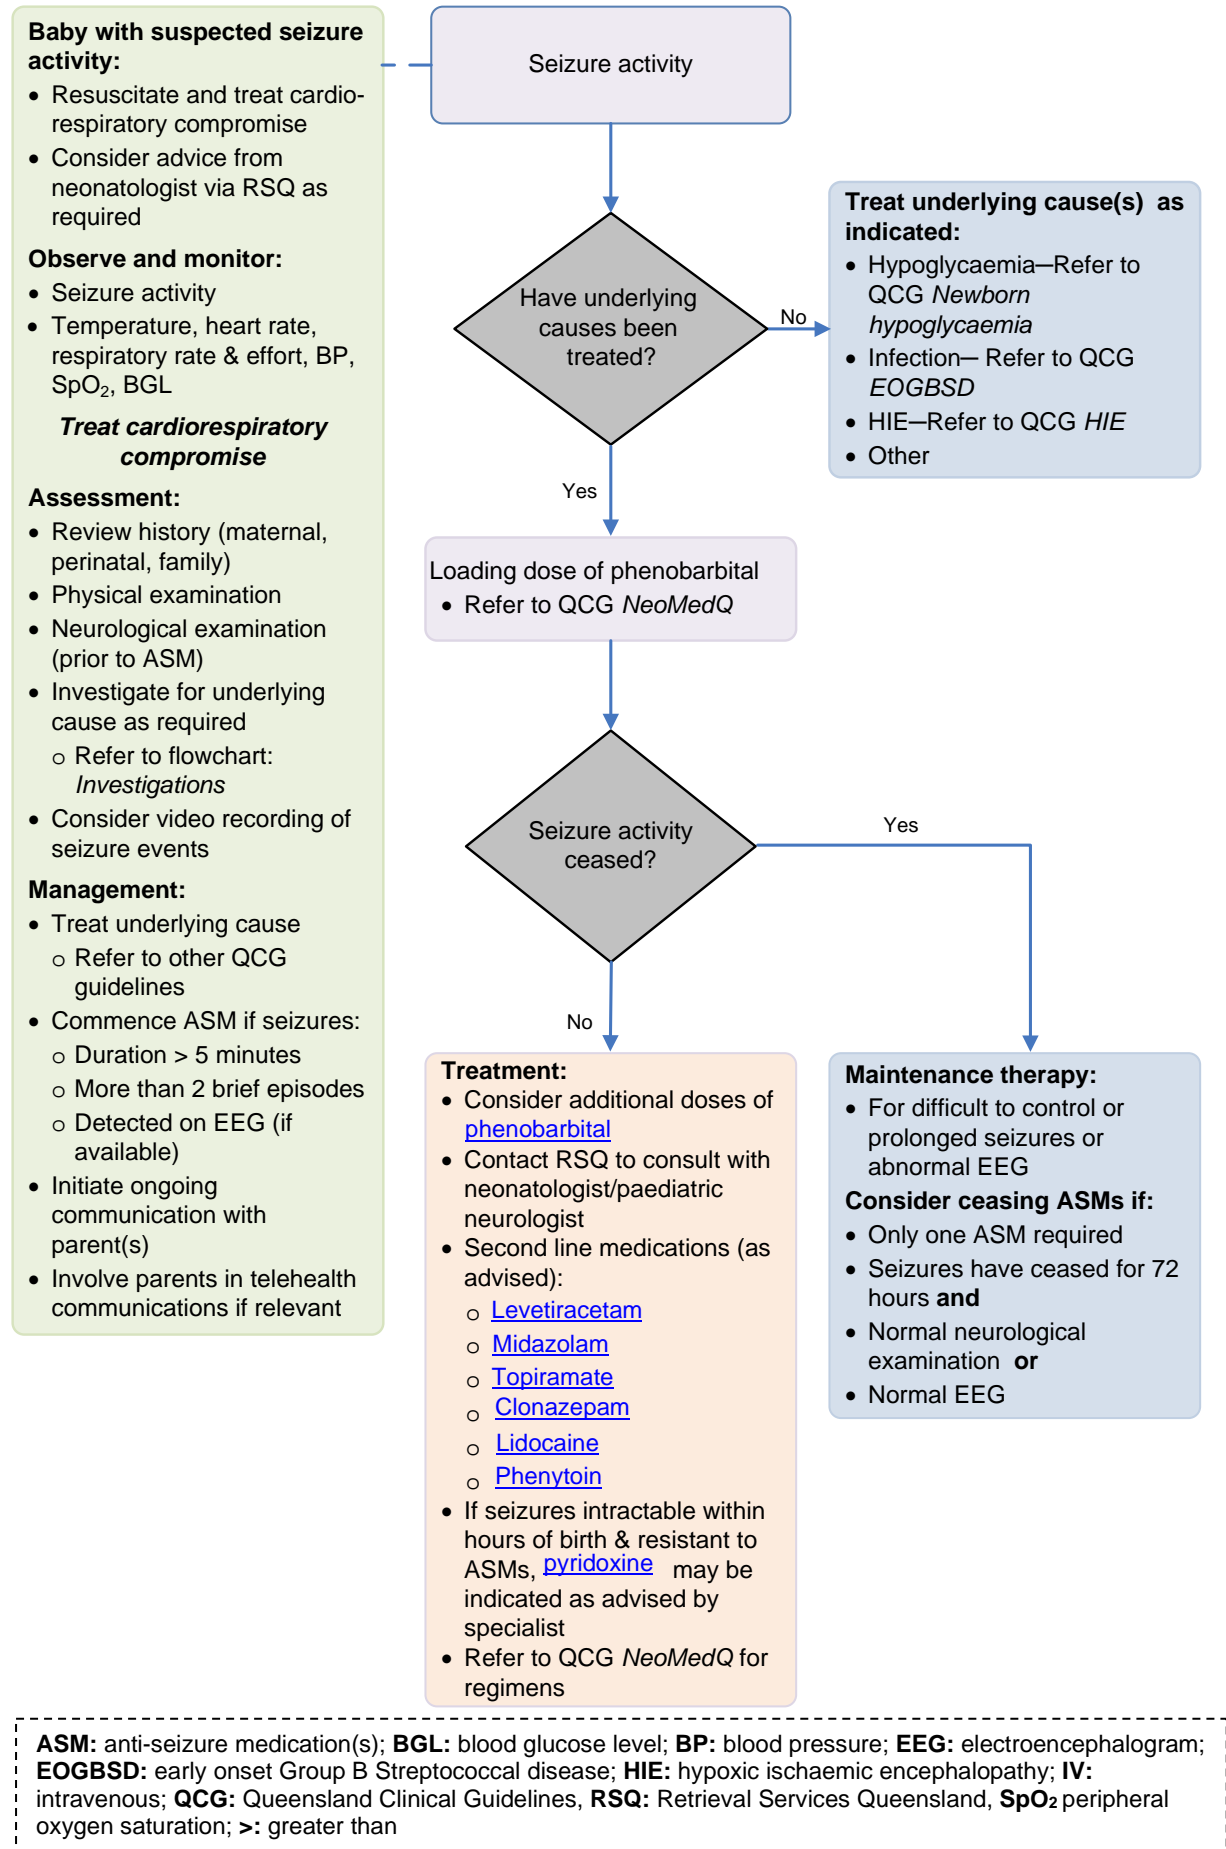 Baby with suspected seizure
activity:
• Resuscitate and treat cardio-
respiratory compromise
• Consider advice from
neonatologist via RSQ as
required
Observe and monitor:
• Seizure activity
• Temperature, heart rate,
respiratory rate & effort, BP,
SpO2, BGL
Treat cardiorespiratory
compromise
Assessment:
• Review history (maternal,
perinatal, family)
• Physical examination
• Neurological examination
(prior to ASM)
• Investigate for underlying
cause as required
o Refer to flowchart:
Investigations
• Consider video recording of
seizure events
Management:
• Treat underlying cause
o Refer to other QCG
guidelines
• Commence ASM if seizures:
o Duration > 5 minutes
o More than 2 brief episodes
o Detected on EEG (if
available)
• Initiate ongoing
communication with
parent(s)
• Involve parents in telehealth
communications if relevant
Seizure activity
Have underlying
causes been
treated?
No
Treat underlying cause(s) as
indicated:
• Hypoglycaemia—Refer to
QCG Newborn
hypoglycaemia
• Infection— Refer to QCG
EOGBSD
• HIE—Refer to QCG HIE
• Other
Yes
Loading dose of phenobarbital
• Refer to QCG NeoMedQ
Seizure activity
ceased?
Yes
No
Treatment:
• Consider additional doses of
phenobarbital
• Contact RSQ to consult with
neonatologist/paediatric
neurologist
• Second line medications (as
advised):
o Levetiracetam
o Midazolam
o Topiramate
o Clonazepam
o Lidocaine
o Phenytoin
• If seizures intractable within
hours of birth & resistant to
ASMs, pyridoxine may be
indicated as advised by
specialist
• Refer to QCG NeoMedQ for
regimens
Maintenance therapy:
• For difficult to control or
prolonged seizures or
abnormal EEG
Consider ceasing ASMs if:
• Only one ASM required
• Seizures have ceased for 72
hours and
• Normal neurological
examination or
• Normal EEG
ASM: anti-seizure medication(s); BGL: blood glucose level; BP: blood pressure; EEG: electroencephalogram;
EOGBSD: early onset Group B Streptococcal disease; HIE: hypoxic ischaemic encephalopathy; IV:
intravenous; QCG: Queensland Clinical Guidelines, RSQ: Retrieval Services Queensland, SpO2 peripheral
oxygen saturation; >: greater than